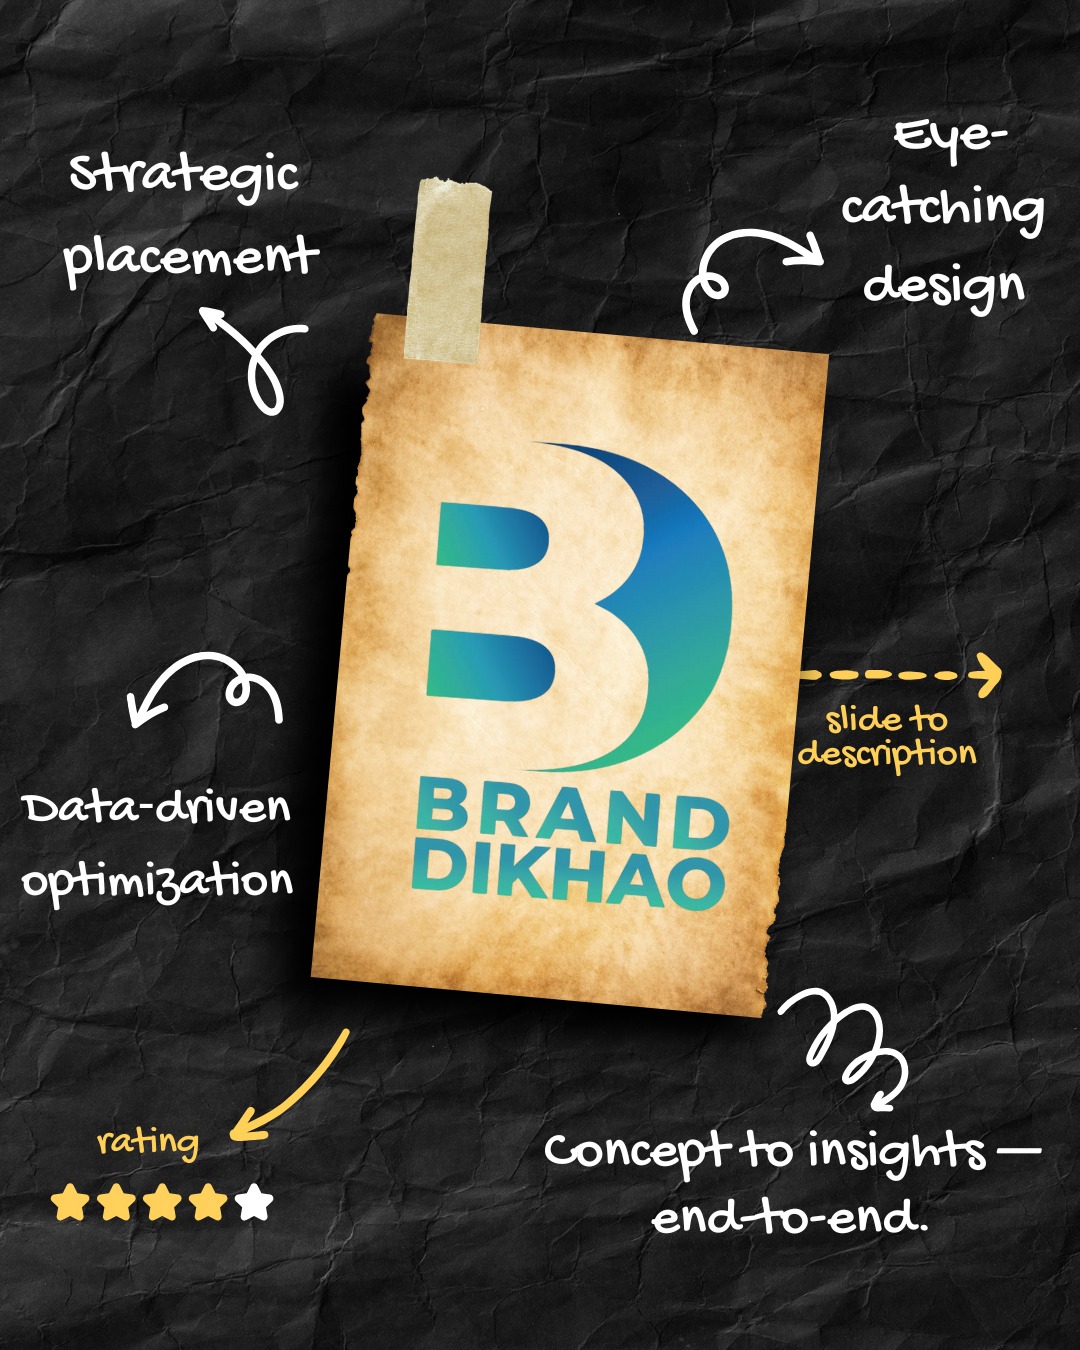 Strategic
placement
Eye-
catching
design
BRAND
DIKHAO
slide to
description
Data-driven
optimization
rating
Concept to insights —
end-to-end.